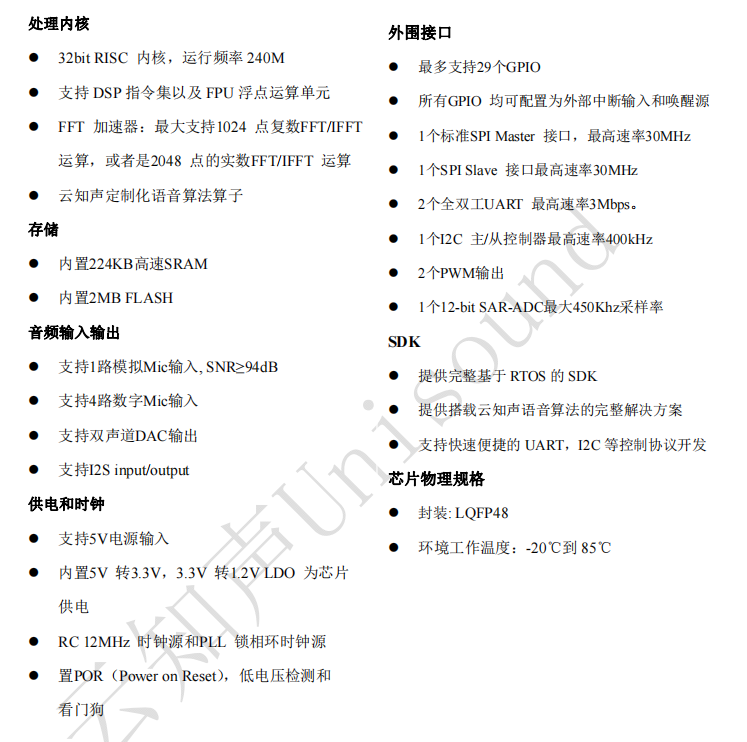 处理内核
● 32bit RISC 内核，运行频率 240M
● 支持 DSP 指令集以及 FPU 浮点运算单元
● FFT 加速器：最大支持1024 点复数FFT/IFFT
运算，或者是2048 点的实数FFT/IFFT 运算
● 云知声定制化语音算法算子
存储
● 内置224KB高速SRAM
● 内置2MB FLASH
音频输入输出
● 支持1路模拟Mic输入, SNR≥94dB
● 支持4路数字Mic输入
● 支持双声道DAC输出
● 支持I2S input/output
供电和时钟
● 支持5V电源输入
● 内置5V 转3.3V，3.3V 转1.2V LDO 为芯片
供电
● RC 12MHz 时钟源和PLL 锁相环时钟源
● 置POR（Power on Reset），低电压检测和
看门狗
外围接口
● 最多支持29个GPIO
● 所有GPIO 均可配置为外部中断输入和唤醒源
● 1个标准SPI Master 接口，最高速率30MHz
● 1个SPI Slave 接口最高速率30MHz
● 2个全双工UART 最高速率3Mbps。
● 1个I2C 主/从控制器最高速率400kHz
● 2个PWM输出
● 1个12-bit SAR-ADC最大450Khz采样率
SDK
● 提供完整基于 RTOS 的 SDK
● 提供搭载云知声语音算法的完整解决方案
● 支持快速便捷的 UART，I2C 等控制协议开发
芯片物理规格
● 封装: LQFP48
● 环境工作温度：-20℃到 85℃
云知声Unisound